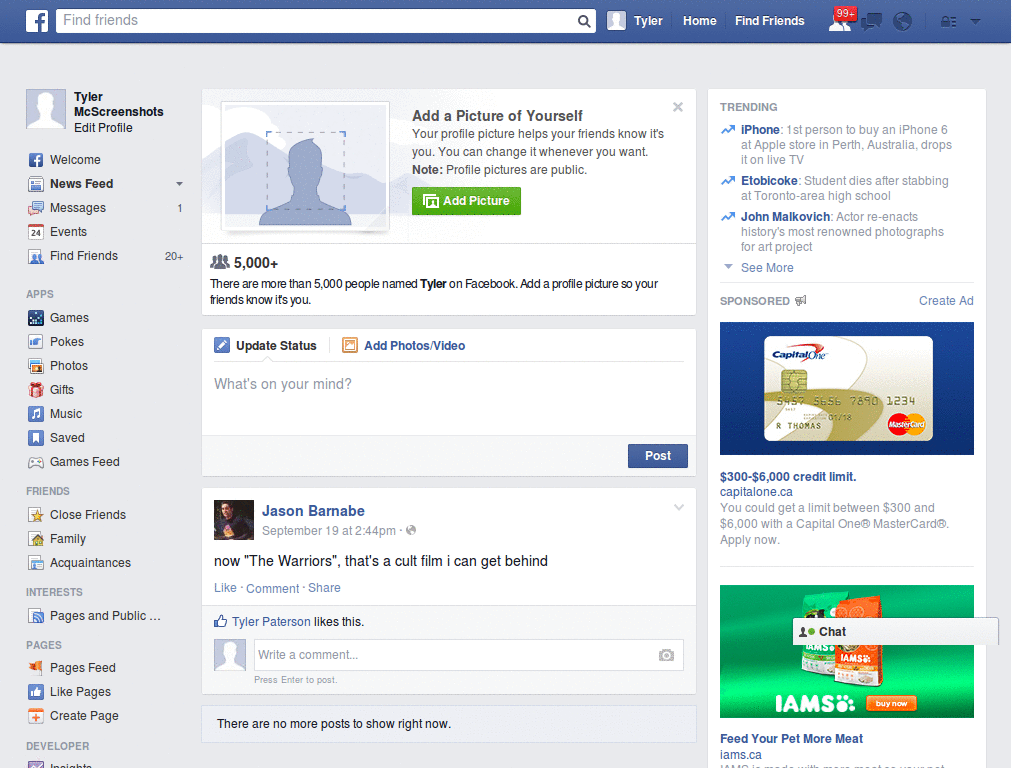 Find friends
Tyler
Home
Find Friends
99+
Tyler
McScreenshots
Edit Profile
Welcome
News Feed
Messages 1
Events
24
Find Friends 20+
APPS
Games
Pokes
Photos
Gifts
Music
Saved
Games Feed
FRIENDS
Close Friends
Family
Acquaintances
INTERESTS
Pages and Public ...
PAGES
Pages Feed
Like Pages
Create Page
DEVELOPER
Insights
Add a Picture of Yourself
Your profile picture helps your friends know it's
you. You can change it whenever you want.
Note: Profile pictures are public.
Add Picture
5,000+
There are more than 5,000 people named Tyler on Facebook. Add a profile picture so your
friends know it's you.
Update Status
Add Photos/Video
What's on your mind?
Post
Jason Barnabe
September 19 at 2:44pm ·
now "The Warriors", that's a cult film i can get behind
Like · Comment · Share
Tyler Paterson likes this.
Write a comment...
Press Enter to post.
There are no more posts to show right now.
TRENDING
iPhone: 1st person to buy an iPhone 6
at Apple store in Perth, Australia, drops
it on live TV
Etobicoke: Student dies after stabbing
at Toronto-area high school
John Malkovich: Actor re-enacts
history's most renowned photographs
for art project
See More
SPONSORED
Create Ad
Capital One
5457 5656 7890 1234
5457
01/18
R THOMAS
MasterCard
$300-$6,000 credit limit.
capitalone.ca
You could get a limit between $300 and
$6,000 with a Capital One® MasterCard®.
Apply now.
Chat
IAMS
IAMS
buy now
Feed Your Pet More Meat
iams.ca
IAMS is made with more meat so your pet